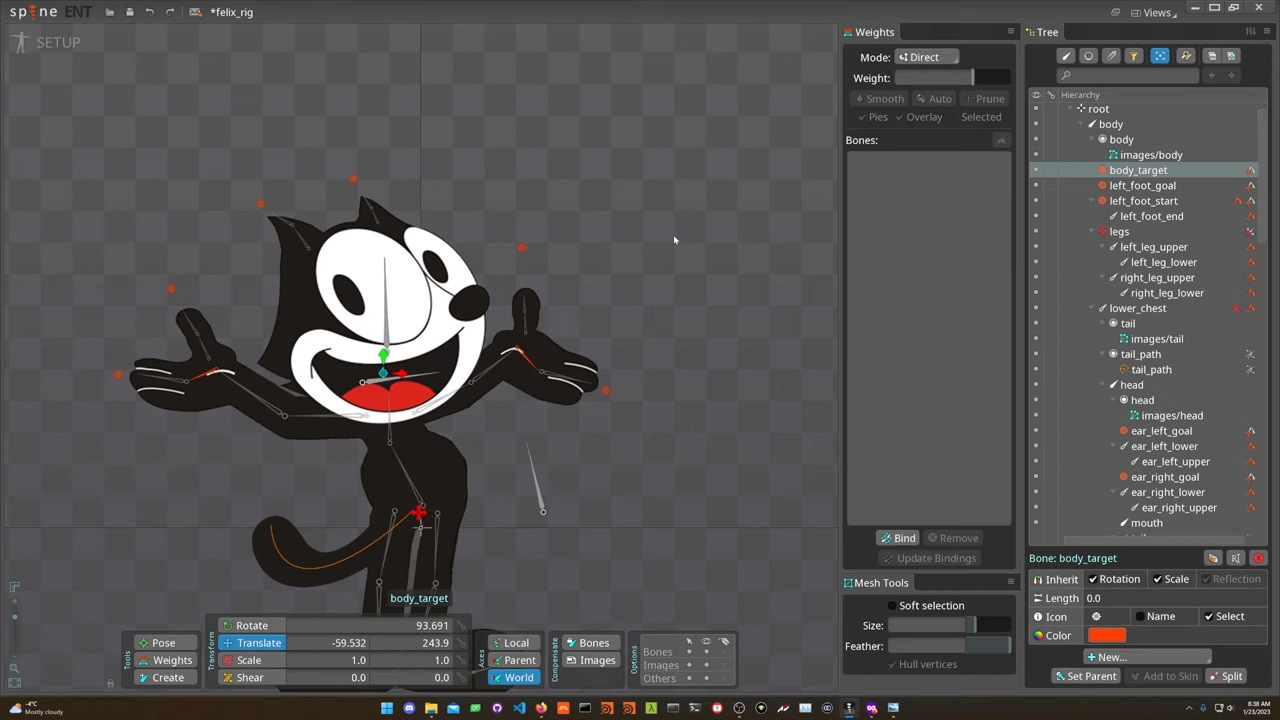 spine ENT
*felix_rig
Views
SETUP
Weights
Mode: Direct
Weight:
Smooth Auto Prune
Pies Overlay Selected
Bones:
Bind Remove
Update Bindings
Mesh Tools
Soft selection
Size:
Feather:
Hull vertices
Tree
Hierarchy
root
body
body
images/body
body_target
left_foot_goal
left_foot_start
left_foot_end
legs
left_leg_upper
left_leg_lower
right_leg_upper
right_leg_lower
lower_chest
tail
images/tail
tail_path
tail_path
head
head
images/head
ear_left_goal
ear_left_lower
ear_left_upper
ear_right_goal
ear_right_lower
ear_right_upper
mouth
Bone: body_target
Inherit Rotation Scale Reflection
Length 0.0
Icon Name Select
Color
New...
Set Parent Add to Skin Split
body_target
Tools
Pose
Weights
Create
Transform
Rotate 93.691
Translate -59.532 243.9
Scale 1.0 1.0
Shear 0.0 0.0
Axes
Local
Parent
World
Compensate
Bones
Images
Options
Bones
Images
Others
-4°C
Mostly cloudy
8:38 AM
1/23/2023